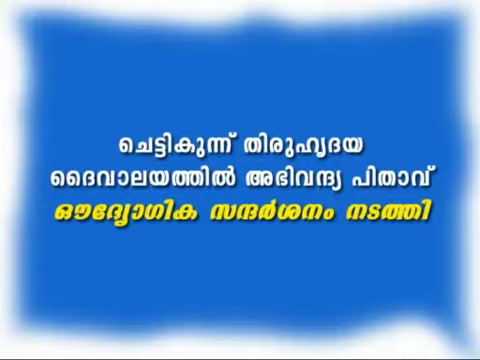 ചെട്ടികുന്ന് തിരുഹൃദയ
ദൈവാലയത്തിൽ അഭിവന്ദ്യ പിതാവ്
ഔദ്യോഗിക സന്ദർശനം നടത്തി